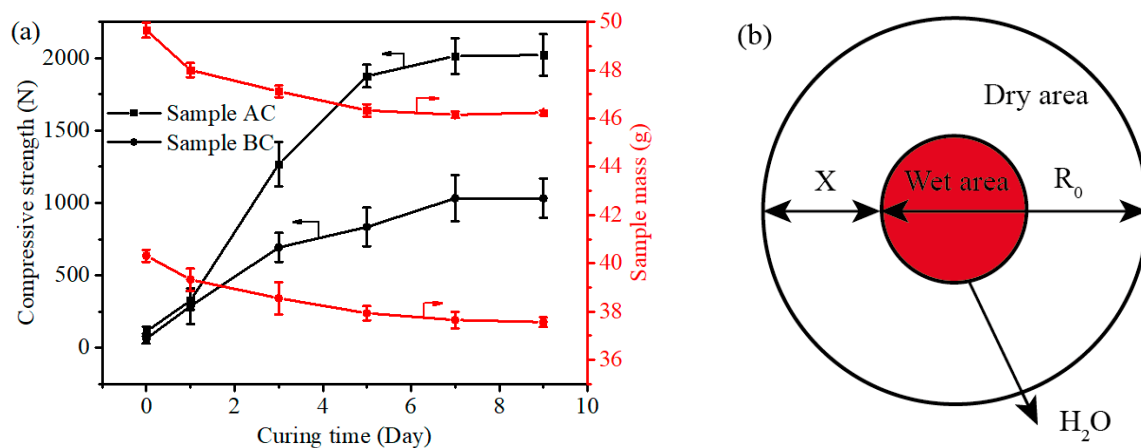 (a)
Compressive strength (N)
2000
1500
1000
500
0
Sample AC
Sample BC
50
48
46
44
42
40
38
36
Sample mass (g)
0 2 4 6 8 10
Curing time (Day)
(b)
Dry area
X
Wet area
R₀
H₂O